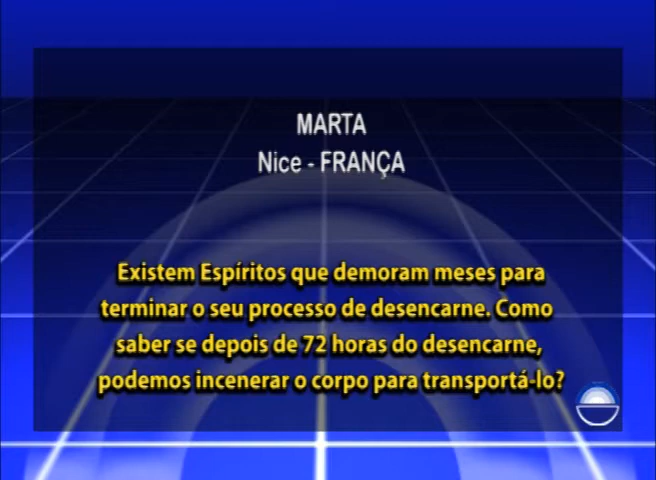 MARTA
Nice - FRANÇA
Existem Espíritos que demoram meses para
terminar o seu processo de desencarne. Como
saber se depois de 72 horas do desencarne,
podemos incenerar o corpo para transportá-lo?